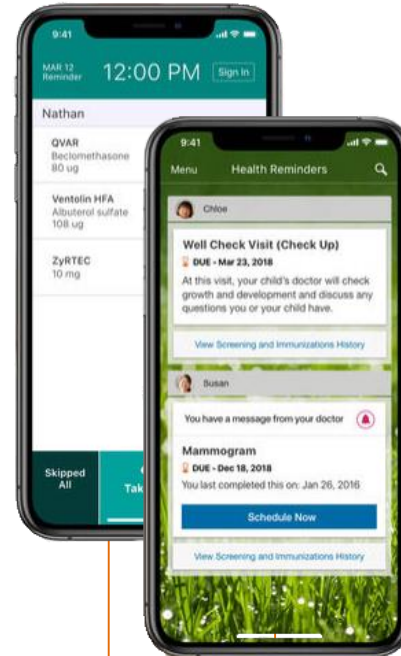 9:41
MAR 12
Reminder
12:00 PM
Sign In
Nathan
QVAR
Beclomethasone
80 ug
Ventolin HFA
Albuterol sulfate
108 ug
ZyRTEC
10 mg
Skipped
All
9:41
Menu
Health Reminders
Chloe
Well Check Visit (Check Up)
DUE - Mar 23, 2018
At this visit, your child's doctor will check
growth and development and discuss any
questions you or your child have.
View Screening and Immunizations History
Susan
You have a message from your doctor
Mammogram
DUE - Dec 18, 2018
You last completed this on: Jan 26, 2016
Schedule Now
View Screening and Immunizations History